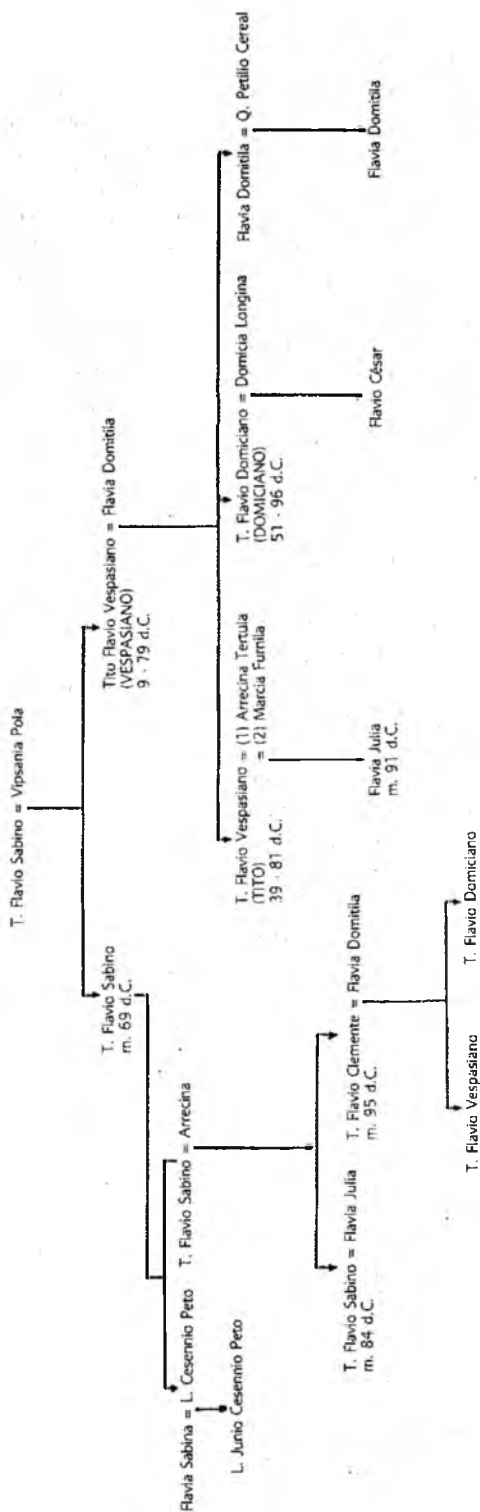 T. Flavio Sabino = Vipsania Pola
T. Flavio Sabino
m. 69 d.C.
Tito Flavio Vespasiano = Flavia Domitila
(VESPASIANO)
9 - 79 d.C.
Flavia Sabina = L. Cesennio Peto
T. Flavio Sabino = Arrecina
T. Flavio Vespasiano = (1) Arrecina Tertula
(TITO) = (2) Marcia Furnila
39 - 81 d.C.
T. Flavio Domiciano = Domicia Longina
(DOMICIANO)
51 - 96 d.C.
Flavia Domitila = Q. Petilio Cereal
L. Junio Cesennio Peto
T. Flavio Sabino = Flavia Julia
m. 84 d.C.
T. Flavio Clemente = Flavia Domitila
m. 95 d.C.
Flavia Julia
m. 91 d.C.
Flavio César
Flavia Domitila
T. Flavio Vespasiano
T. Flavio Domiciano